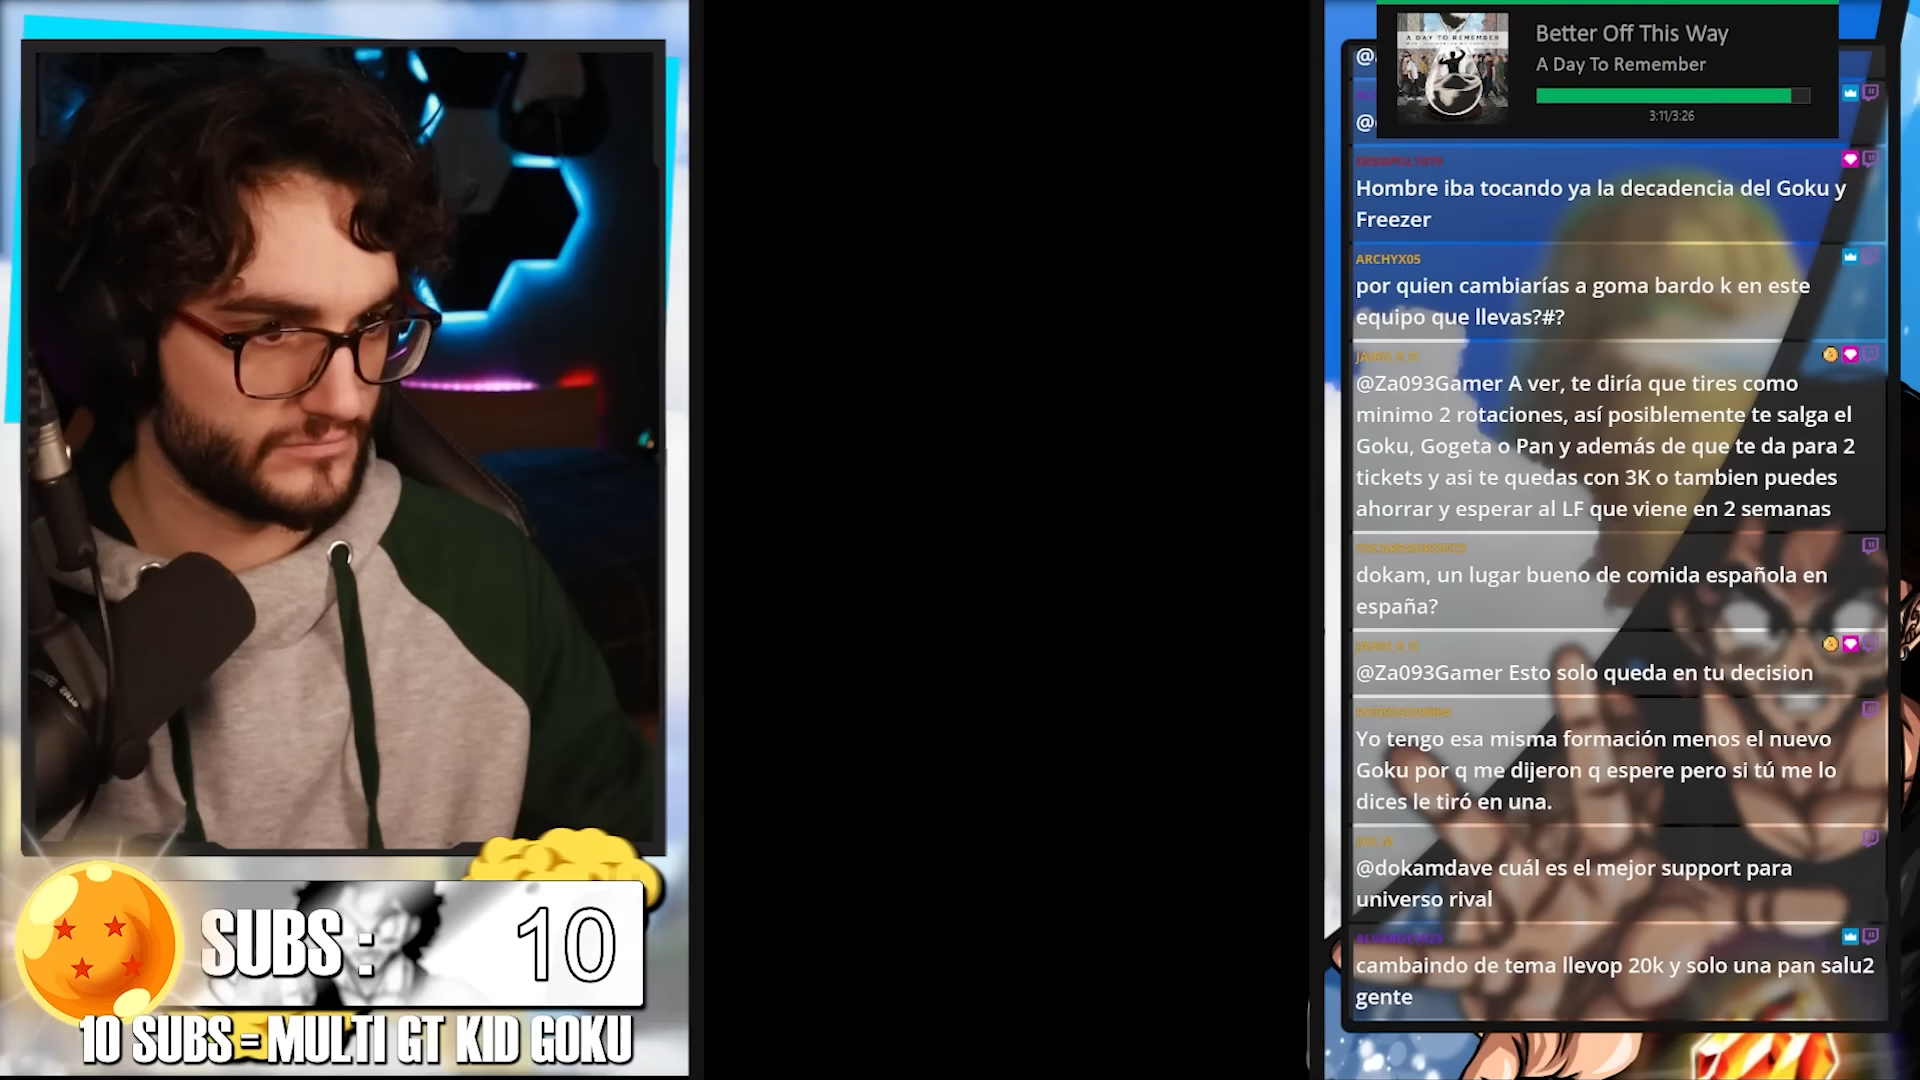 SUBS : 10
10 SUBS = MULTI GT KID GOKU
Better Off This Way
A Day To Remember
3:11/3:26
A DAY TO REMEMBER
@
@
Hombre iba tocando ya la decadencia del Goku y
Freezer
ARCHYX05
por quien cambiarías a goma bardo k en este
equipo que llevas?#?
@Za093Gamer A ver, te diría que tires como
minimo 2 rotaciones, así posiblemente te salga el
Goku, Gogeta o Pan y además de que te da para 2
tickets y asi te quedas con 3K o tambien puedes
ahorrar y esperar al LF que viene en 2 semanas
dokam, un lugar bueno de comida española en
españa?
@Za093Gamer Esto solo queda en tu decision
Yo tengo esa misma formación menos el nuevo
Goku por q me dijeron q espere pero si tú me lo
dices le tiró en una.
@dokamdave cuál es el mejor support para
universo rival
cambaindo de tema llevop 20k y solo una pan salu2
gente